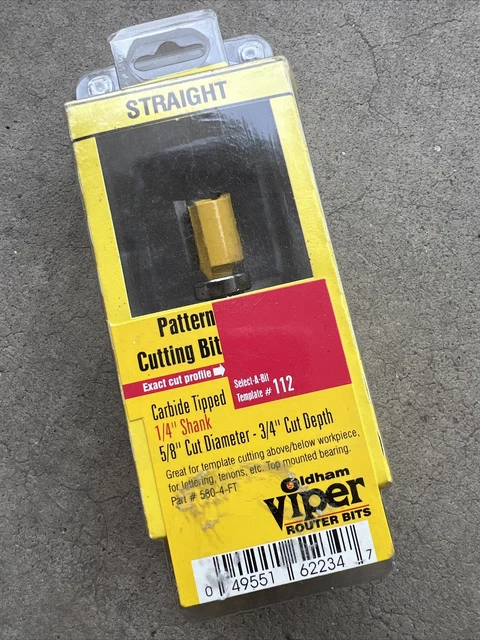 STRAIGHT
Pattern
Cutting Bit
Exact cut profile
Select-A-Bit
Template # 112
Carbide Tipped
1/4" Shank
5/8" Cut Diameter - 3/4" Cut Depth
Great for template cutting above/below workpiece,
for lettering, tenons, etc. Top mounted bearing.
Part # 580-4-FT
Oldham
Viper
ROUTER BITS
0 49551 62234 7